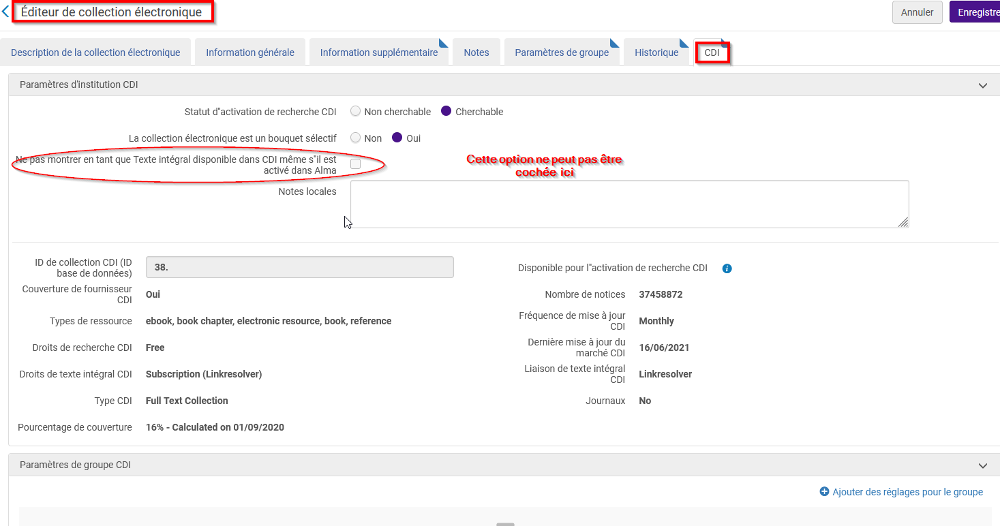 Éditeur de collection électronique
Annuler
Enregistre
Description de la collection électronique
Information générale
Information supplémentaire
Notes
Paramètres de groupe
Historique
CDI
Paramètres d'institution CDI
Statut d''activation de recherche CDI
Non cherchable
Cherchable
La collection électronique est un bouquet sélectif
Non
Oui
Ne pas montrer en tant que Texte intégral disponible dans CDI même s''il est
activé dans Alma
Cette option ne peut pas être
cochée ici
Notes locales
ID de collection CDI (ID
base de données)
38.
Disponible pour l''activation de recherche CDI
Couverture de fournisseur
CDI
Oui
Nombre de notices
37458872
Types de ressource
ebook, book chapter, electronic resource, book, reference
Fréquence de mise à jour
CDI
Monthly
Droits de recherche CDI
Free
Dernière mise à jour du
marché CDI
16/06/2021
Droits de texte intégral CDI
Subscription (Linkresolver)
Liaison de texte intégral
CDI
Linkresolver
Type CDI
Full Text Collection
Journaux
No
Pourcentage de couverture
16% - Calculated on 01/09/2020
Paramètres de groupe CDI
Ajouter des réglages pour le groupe